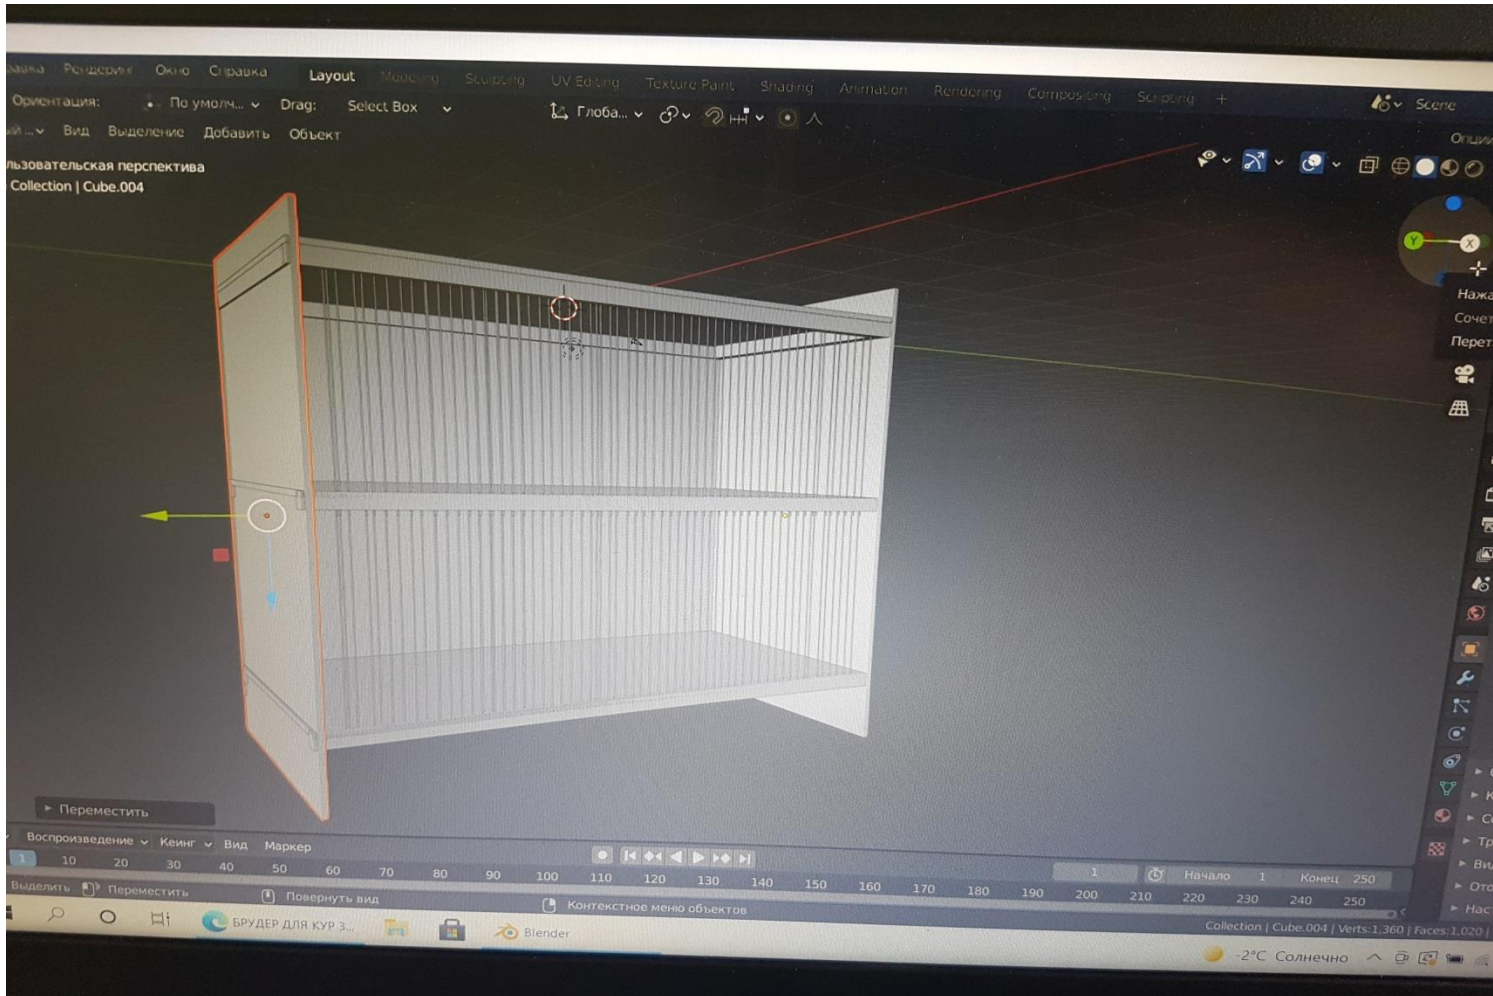 Рендеринг Окно Справка Layout Modeling Sculpting UV Editing Texture Paint Shading Animation Rendering Compositing Scripting + Scene
Ориентация: По умолч... Drag: Select Box Глоба...
Вид Выделение Добавить Объект
Collection | Cube.004
X
Y
Переместить
Воспроизведение Кеинг Вид Маркер
1 Начало 1 Конец 250
1 10 20 30 40 50 60 70 80 90 100 110 120 130 140 150 160 170 180 190 200 210 220 230 240 250
Выделить Переместить Повернуть вид Контекстное меню объектов
Collection | Cube.004 | Verts:1,360 | Faces:1,020 |
БРУДЕР ДЛЯ КУР З... Blender
-2°C Солнечно